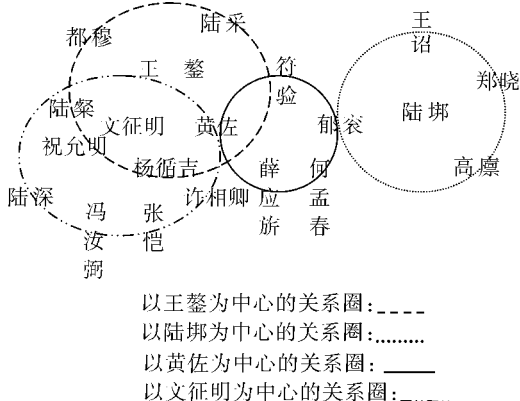 都穆
陆采
王诏
王鏊
符验
郑晓
陆粲
文征明
黄佐
郁衮
陆垹
祝允明
杨循吉
薛应旂
何孟春
高廪
陆深
冯汝弼
张恺
许相卿
以王鏊为中心的关系圈：
以陆垹为中心的关系圈：
以黄佐为中心的关系圈：
以文征明为中心的关系圈：